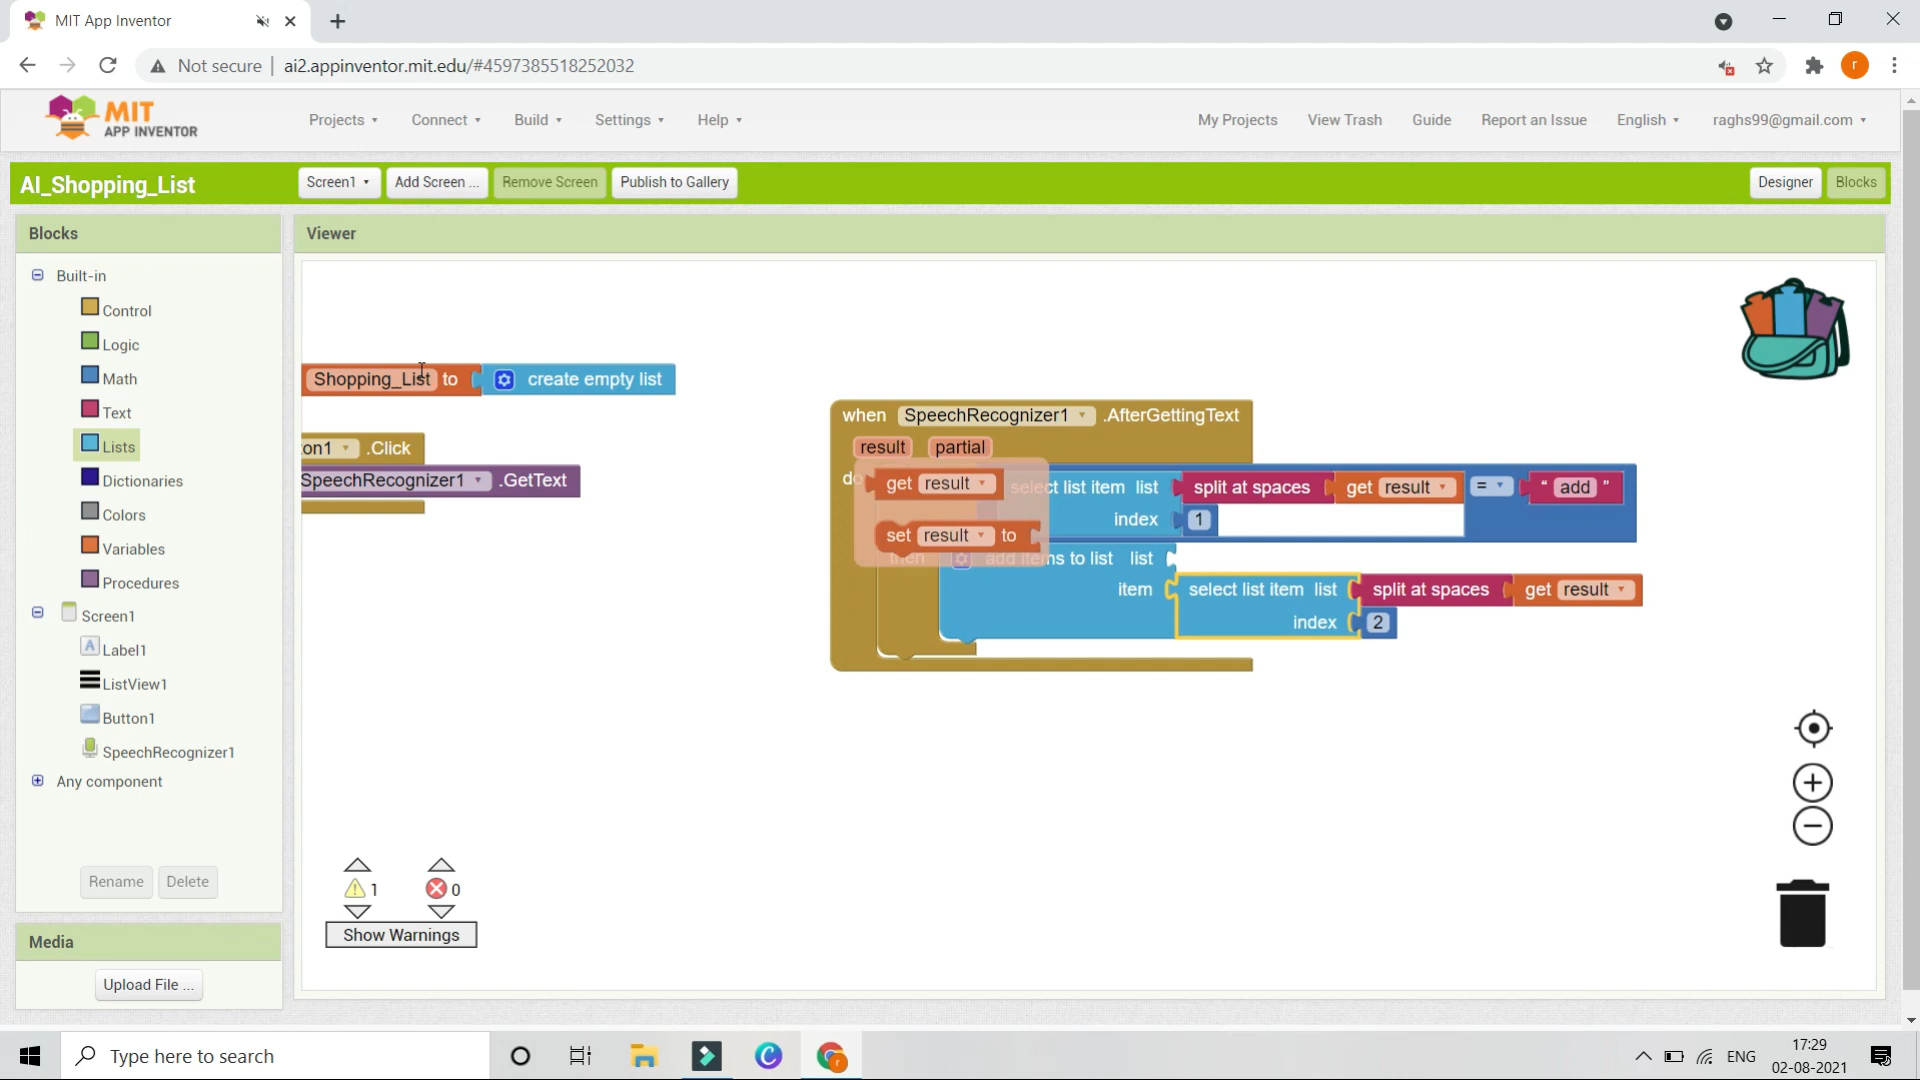 MIT App Inventor
Not secure | ai2.appinventor.mit.edu/#4597385518252032
r
MIT
APP INVENTOR
Projects
Connect
Build
Settings
Help
My Projects
View Trash
Guide
Report an Issue
English
raghs99@gmail.com
AI_Shopping_List
Screen1
Add Screen ...
Remove Screen
Publish to Gallery
Designer
Blocks
Blocks
Viewer
Built-in
Control
Logic
Math
Text
Lists
Dictionaries
Colors
Variables
Procedures
Screen1
Label1
ListView1
Button1
SpeechRecognizer1
Any component
Rename
Delete
Media
Upload File ...
Shopping_List to create empty list
on1 .Click
SpeechRecognizer1 .GetText
when SpeechRecognizer1 .AfterGettingText
result partial
do
get result
select list item list split at spaces get result = " add "
index 1
set result to
then add items to list list
item select list item list split at spaces get result
index 2
1
0
Show Warnings
Type here to search
ENG
17:29
02-08-2021